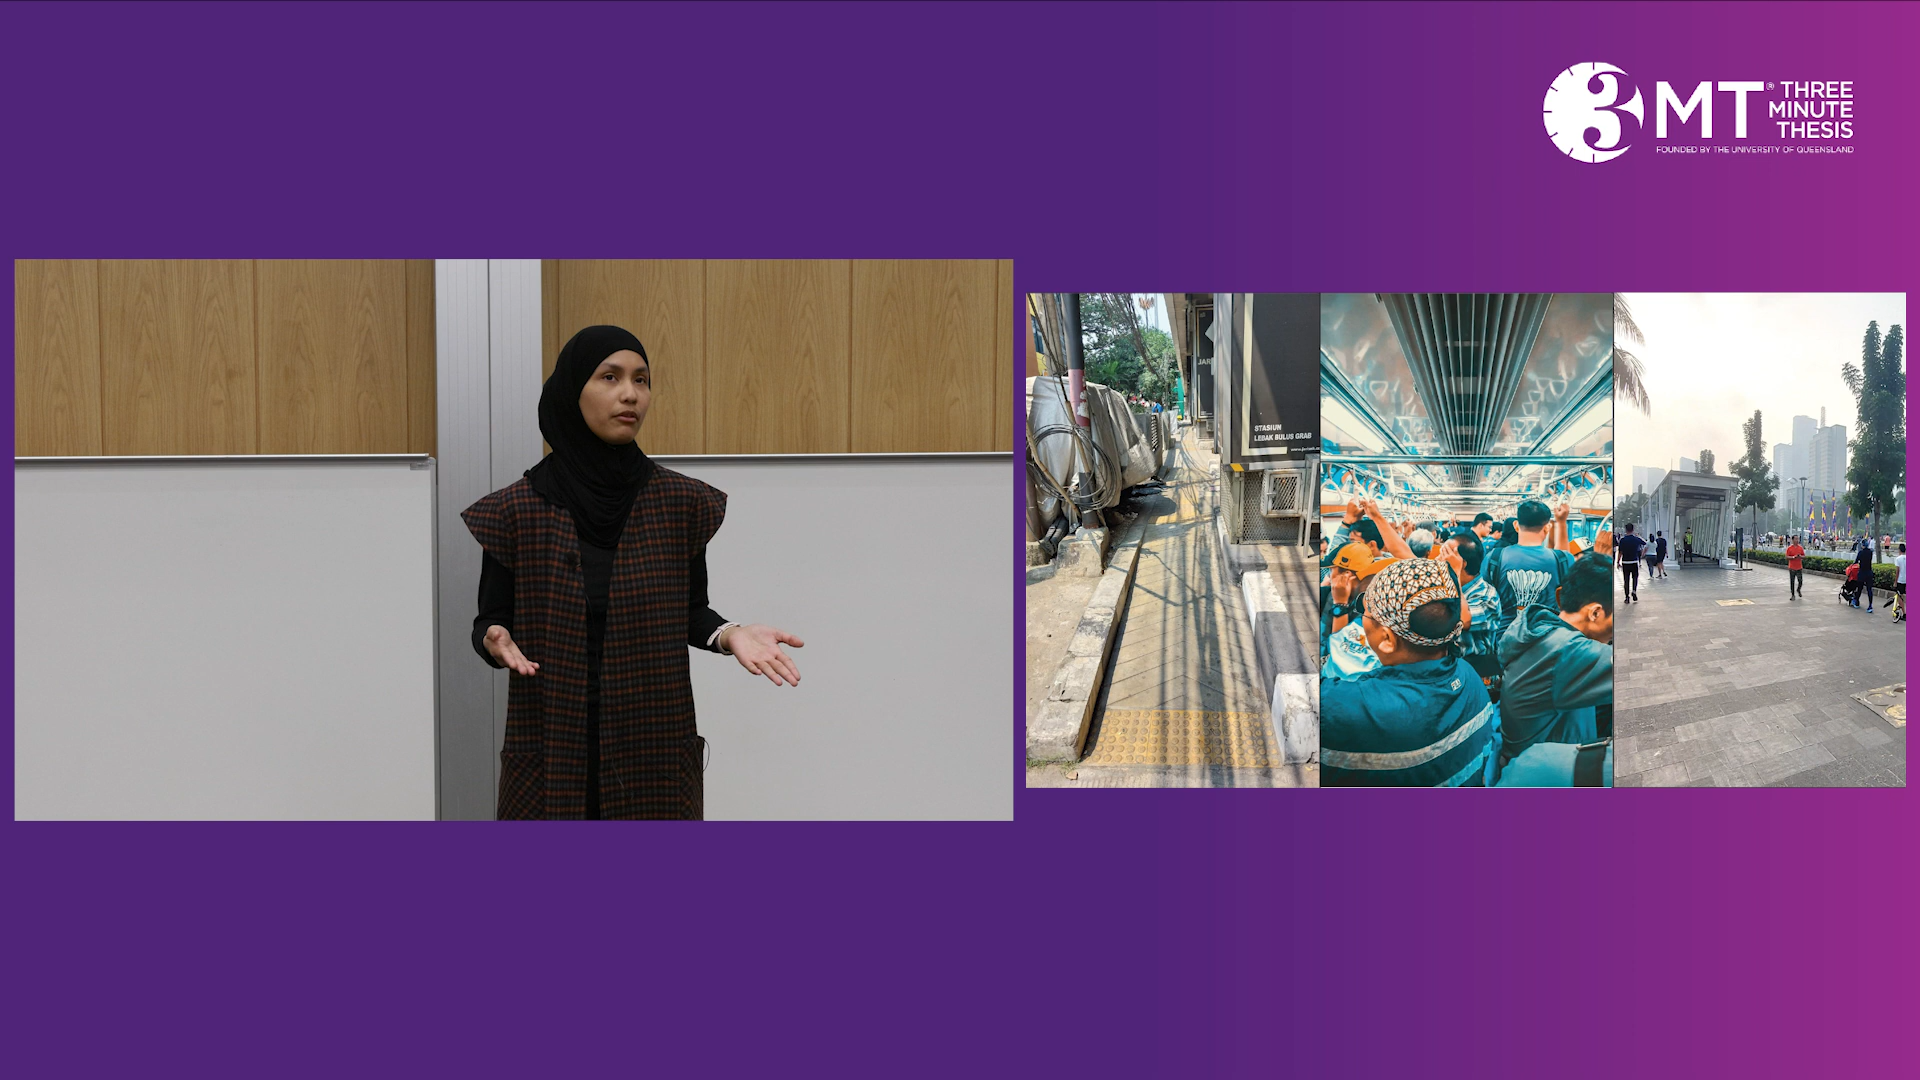 3MT® THREE
MINUTE
THESIS
FOUNDED BY THE UNIVERSITY OF QUEENSLAND
STASIUN
LEBAK BULUS GRAB